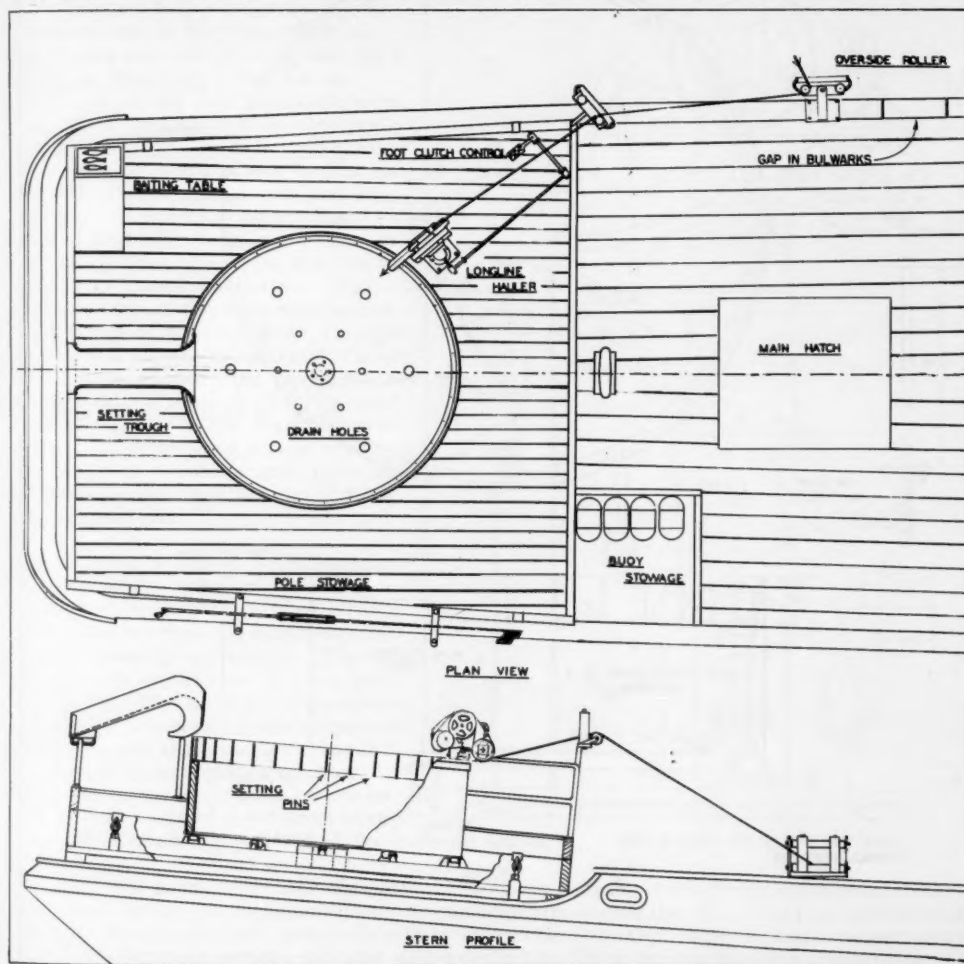 OVERSIDE ROLLER
FOOT CLUTCH CONTROL
GAP IN BULWARKS
BAITING TABLE
LONGLINE
HAULER
MAIN HATCH
SETTING
TROUGH
DRAIN HOLES
POLE STOWAGE
BUOY
STOWAGE
PLAN VIEW
SETTING
PINS
STERN PROFILE